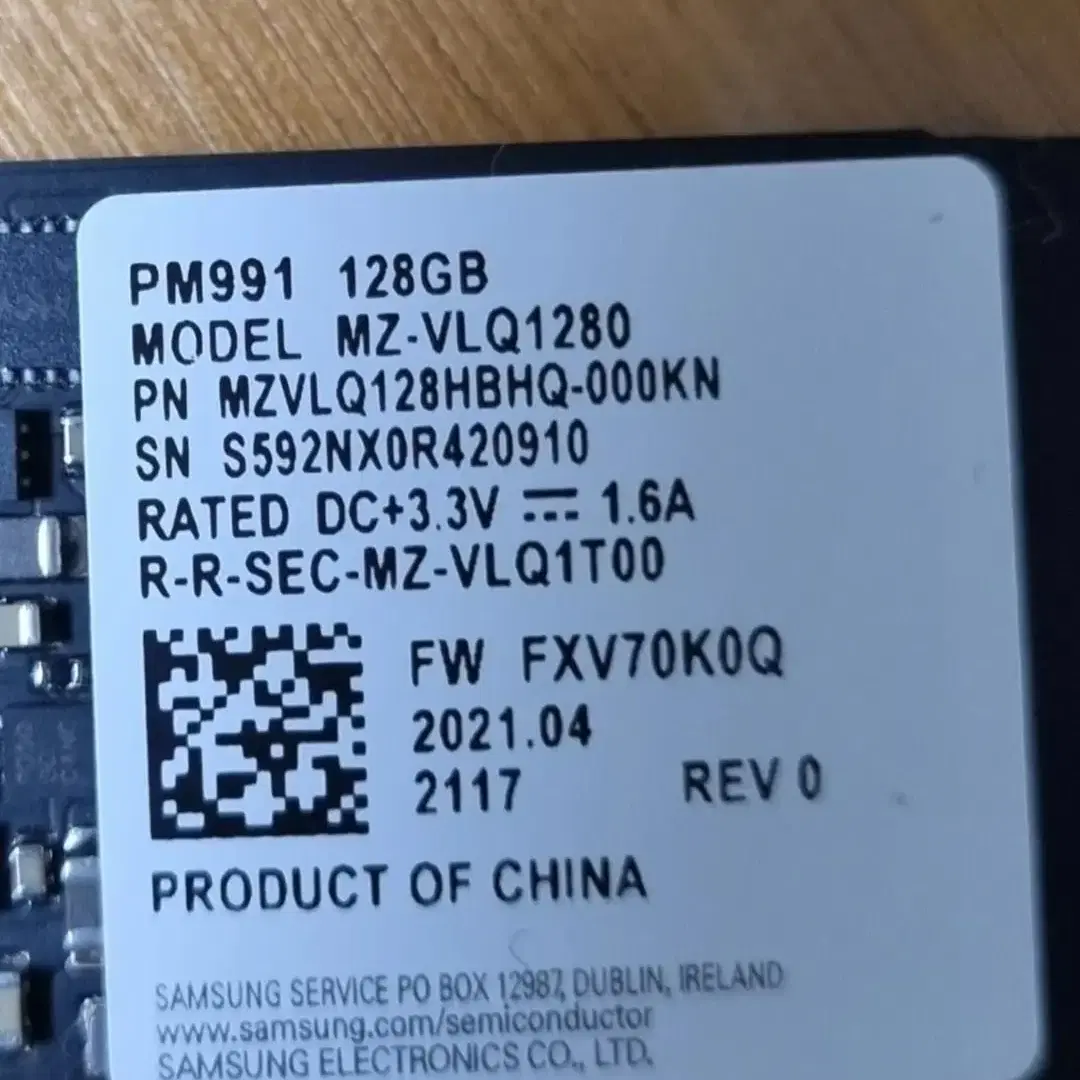 PM991 128GB
MODEL MZ-VLQ1280
PN MZVLQ128HBHQ-000KN
SN S592NX0R420910
RATED DC+3.3V ⎓ 1.6A
R-R-SEC-MZ-VLQ1T00
FW FXV70K0Q
2021.04
2117 REV 0
PRODUCT OF CHINA
SAMSUNG SERVICE PO BOX 12987, DUBLIN, IRELAND
www.samsung.com/semiconductor
SAMSUNG ELECTRONICS CO., LTD.